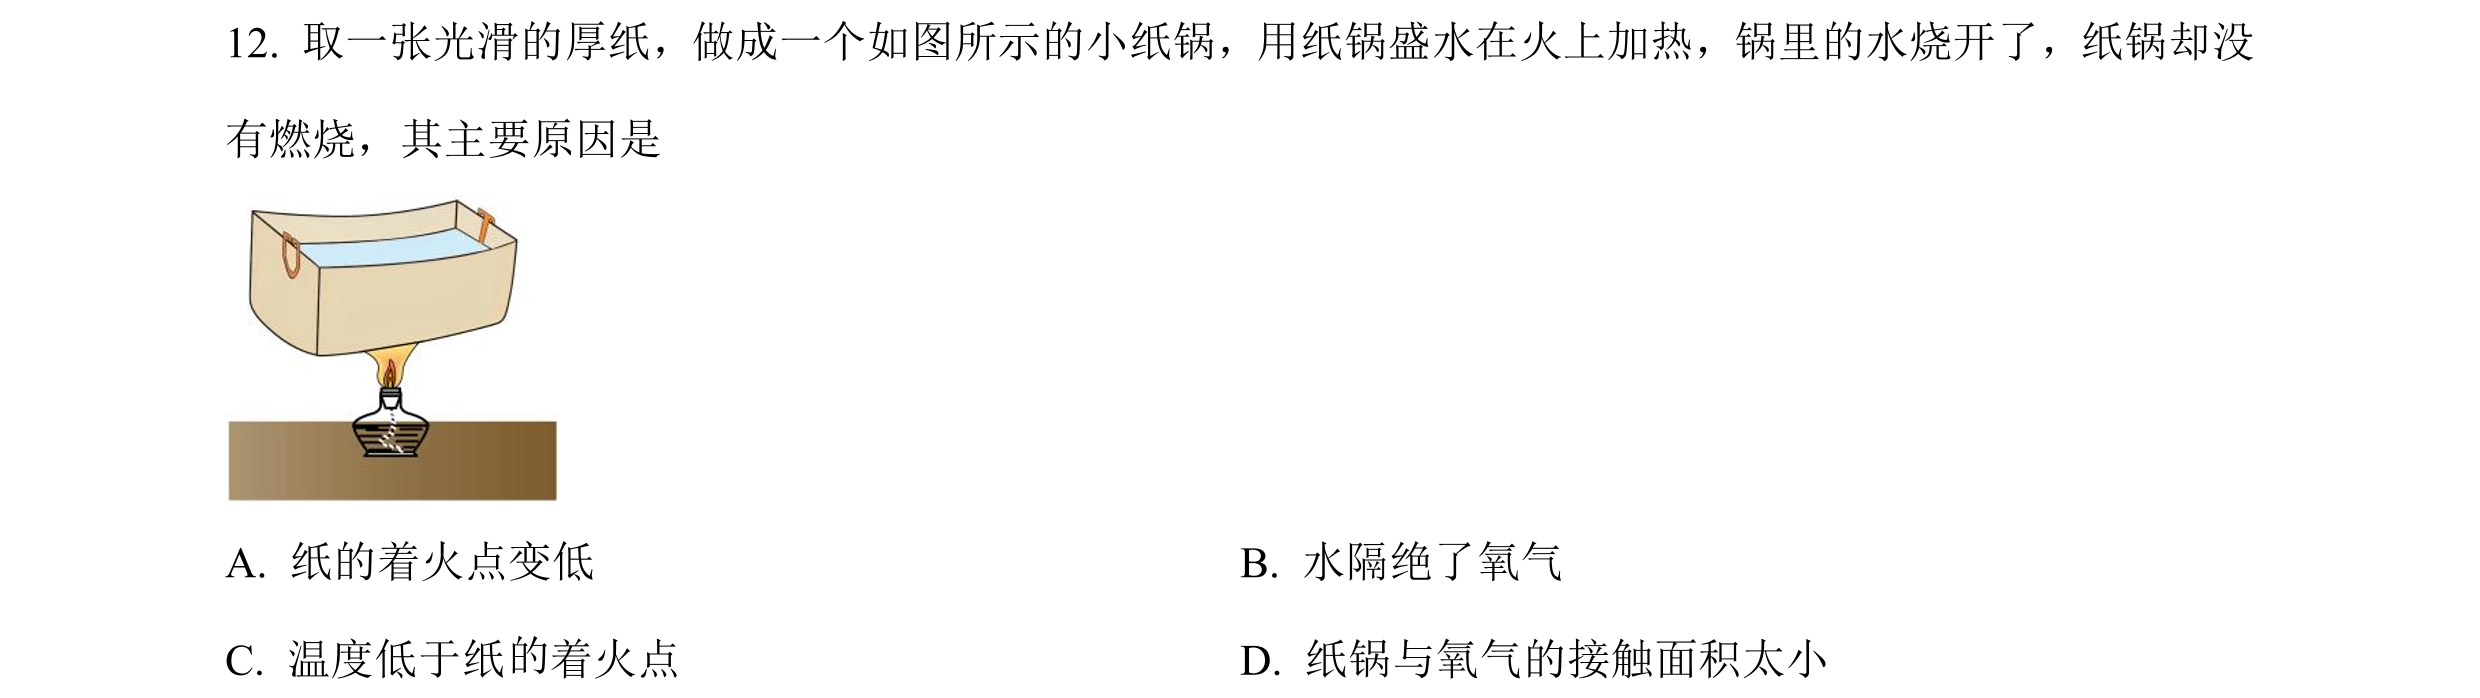 12. 取一张光滑的厚纸，做成一个如图所示的小纸锅，用纸锅盛水在火上加热，锅里的水烧开了，纸锅却没
有燃烧，其主要原因是
A. 纸的着火点变低 B. 水隔绝了氧气
C. 温度低于纸的着火点 D. 纸锅与氧气的接触面积太小